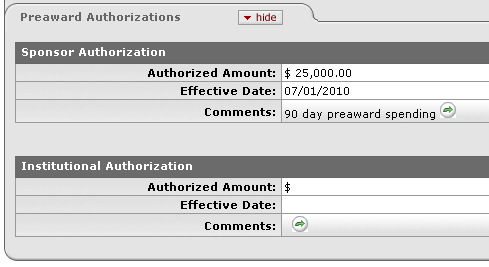 Preaward Authorizations hide
Sponsor Authorization
Authorized Amount: $ 25,000.00
Effective Date: 07/01/2010
Comments: 90 day preaward spending
Institutional Authorization
Authorized Amount: $
Effective Date:
Comments: